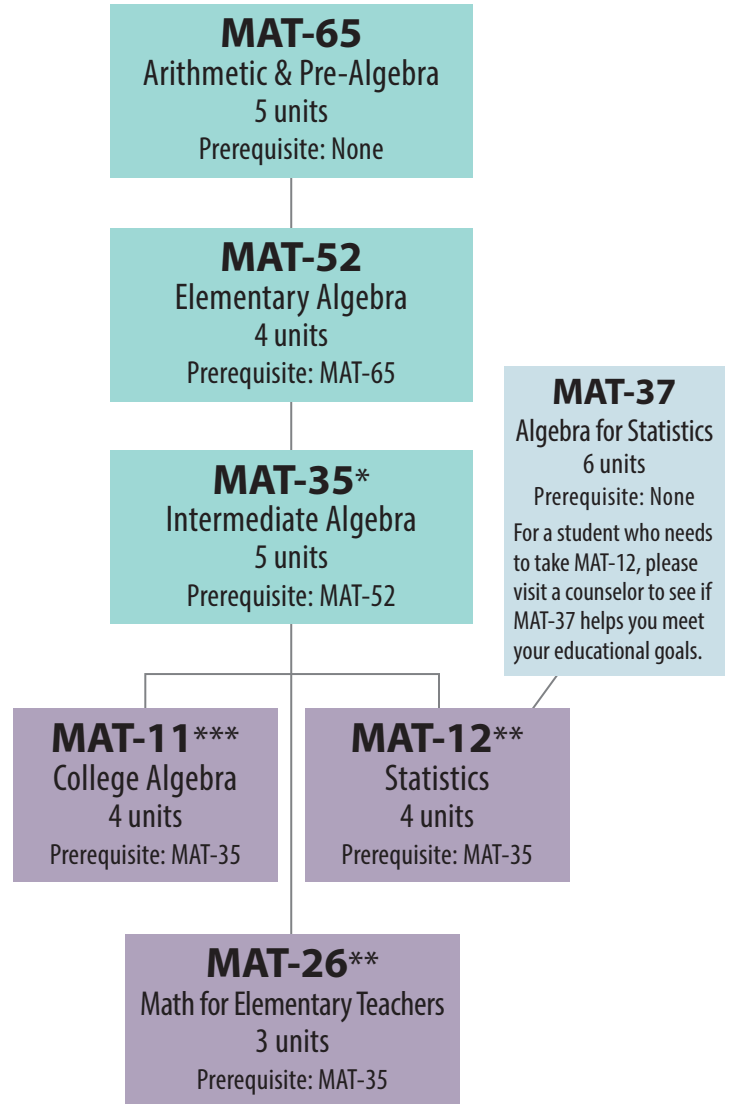 MAT-65
Arithmetic & Pre-Algebra
5 units
Prerequisite: None
MAT-52
Elementary Algebra
4 units
Prerequisite: MAT-65
MAT-37
Algebra for Statistics
6 units
Prerequisite: None
For a student who needs
to take MAT-12, please
visit a counselor to see if
MAT-37 helps you meet
your educational goals.
MAT-35*
Intermediate Algebra
5 units
Prerequisite: MAT-52
MAT-11***
College Algebra
4 units
Prerequisite: MAT-35
MAT-12**
Statistics
4 units
Prerequisite: MAT-35
MAT-26**
Math for Elementary Teachers
3 units
Prerequisite: MAT-35